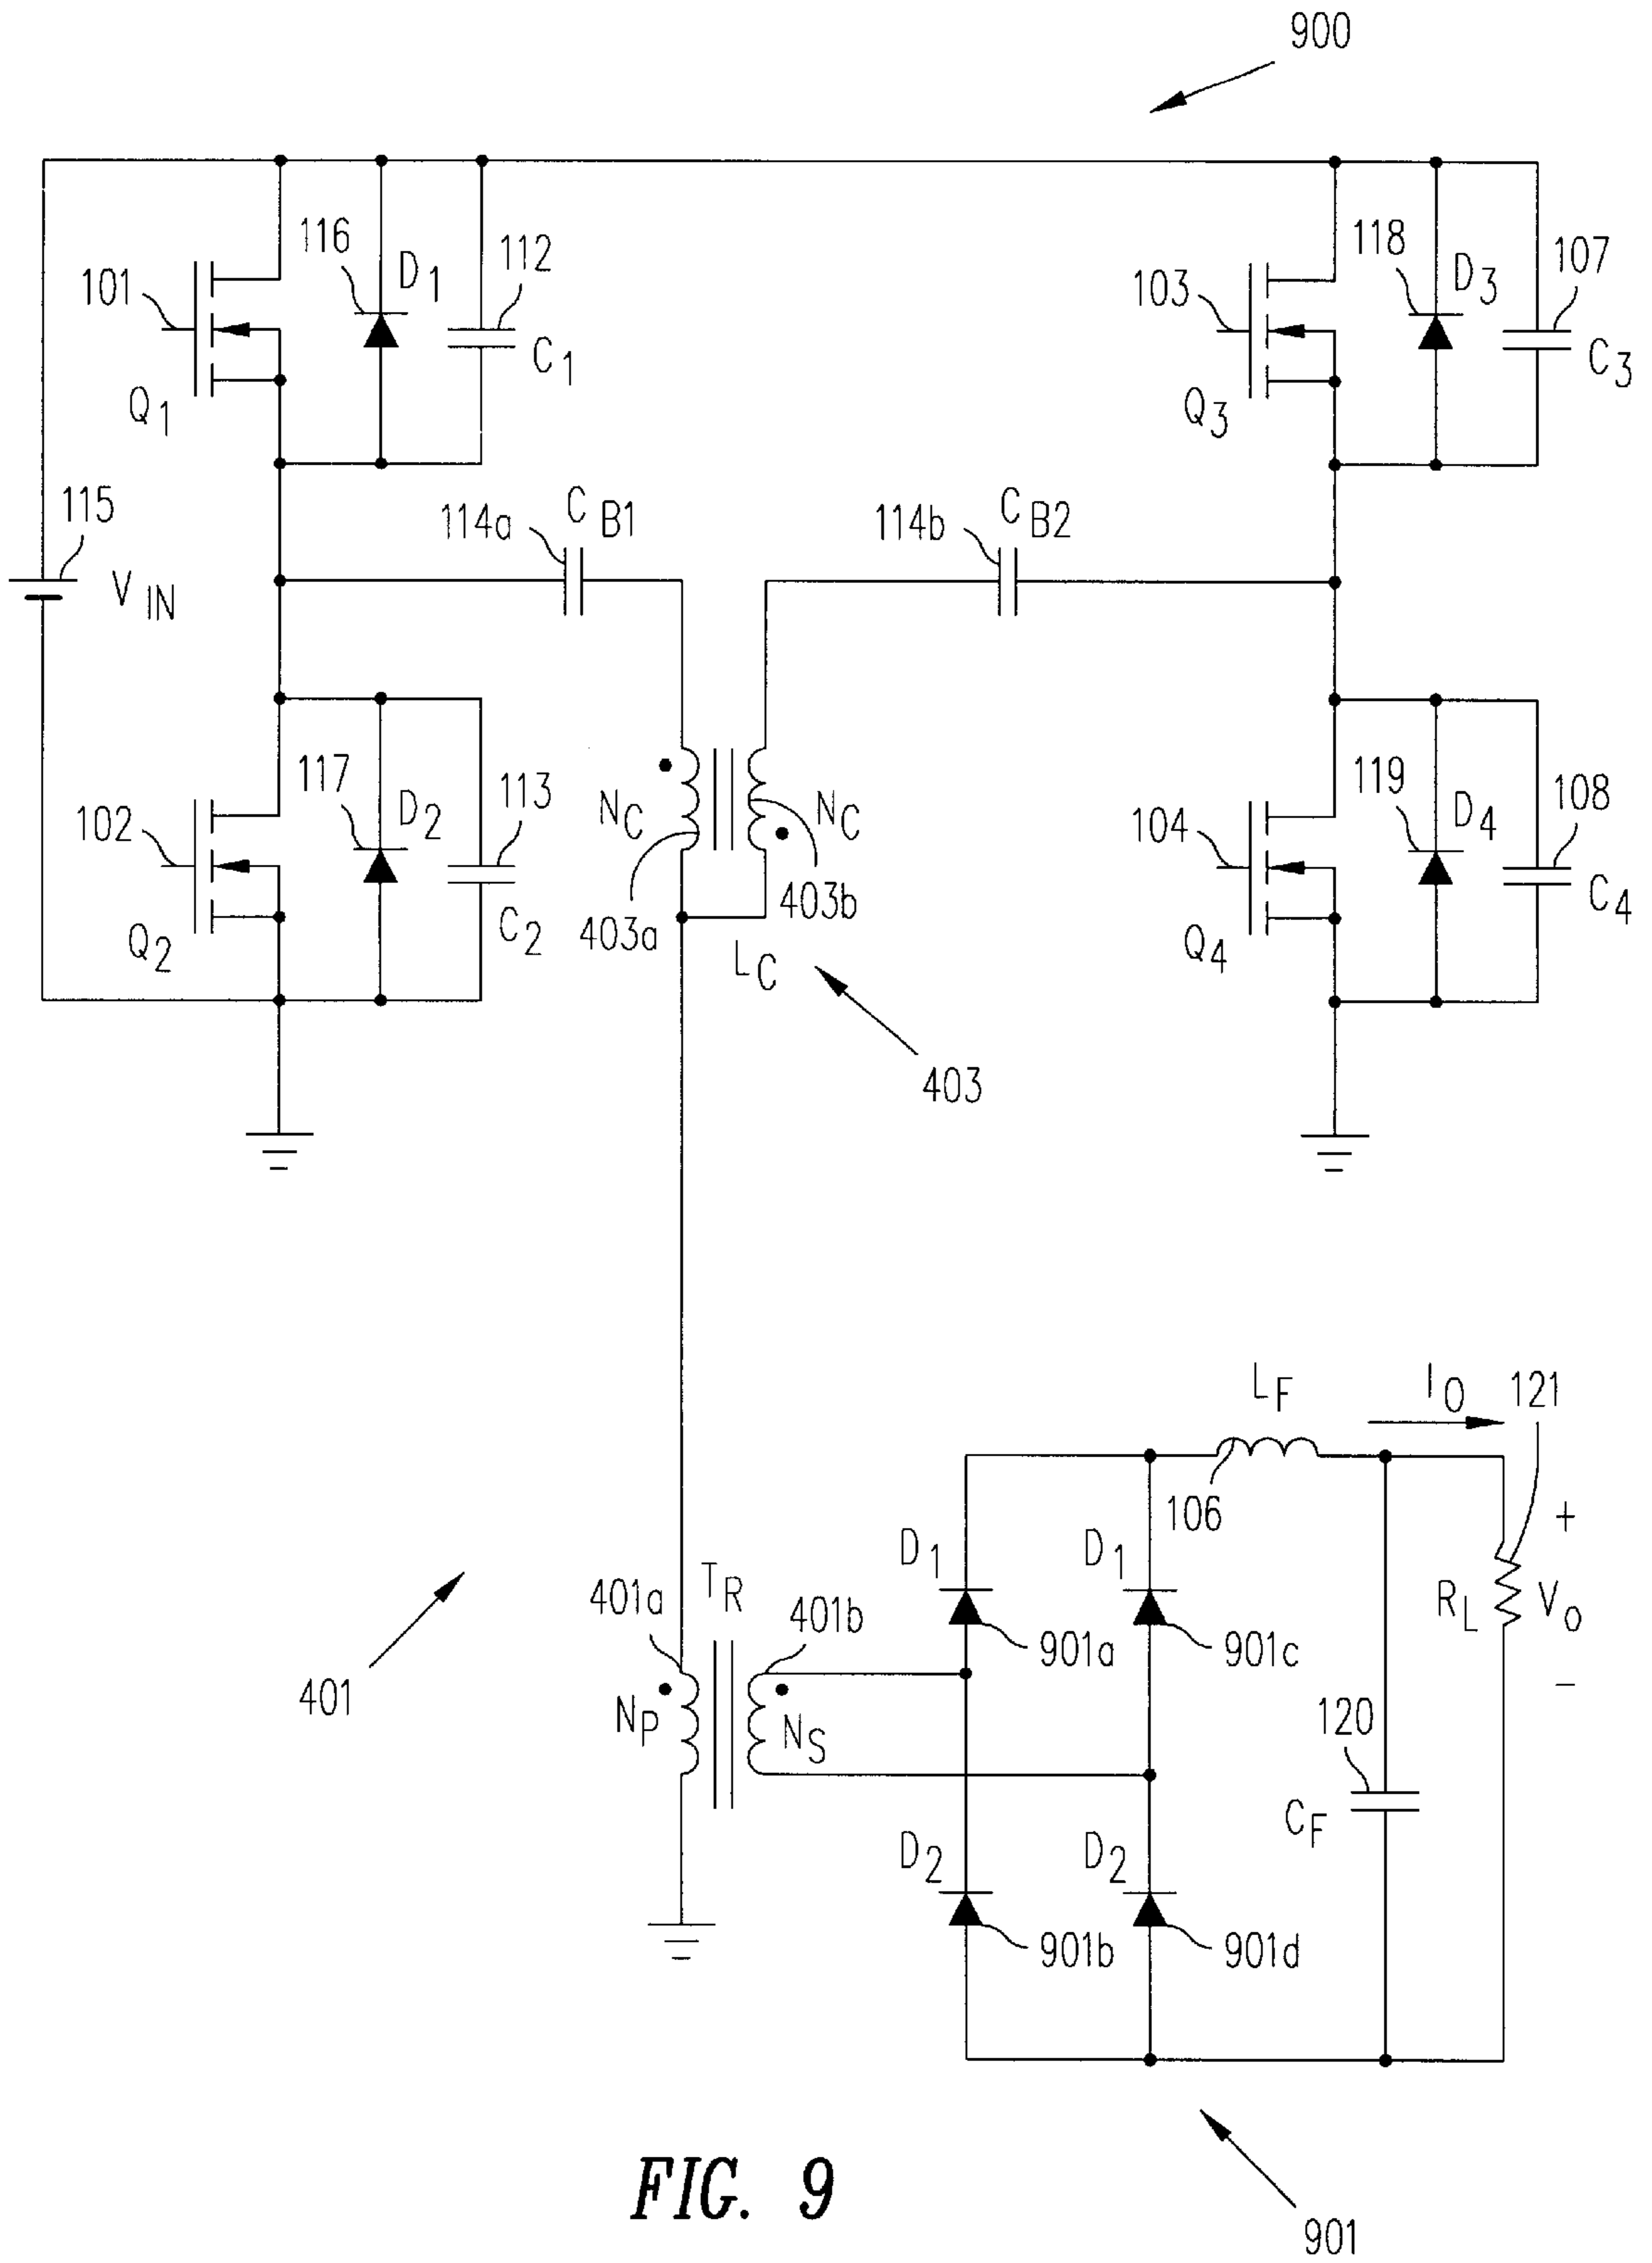 900
116
D1
112
C1
101
Q1
118
D3
107
C3
103
Q3
115
VIN
114a
CB1
114b
CB2
117
D2
113
C2
102
Q2
NC
NC
403a
403b
LC
403
119
D4
108
C4
104
Q4
LF
IO
121
106
+
RL
VO
−
D1
D1
901a
901c
401a
TR
401b
401
NP
NS
120
CF
D2
D2
901b
901d
FIG. 9
901